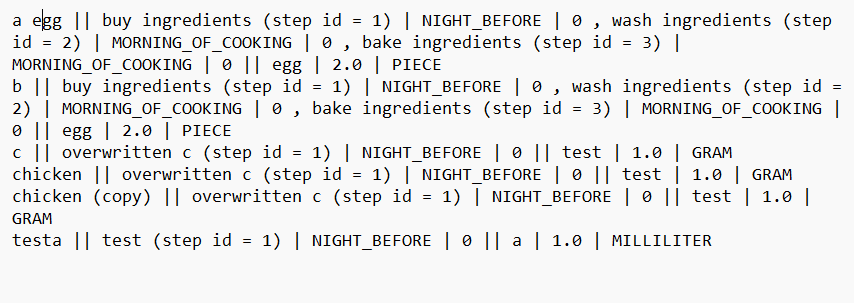 a egg || buy ingredients (step id = 1) | NIGHT_BEFORE | 0 , wash ingredients (step
id = 2) | MORNING_OF_COOKING | 0 , bake ingredients (step id = 3) |
MORNING_OF_COOKING | 0 || egg | 2.0 | PIECE
b || buy ingredients (step id = 1) | NIGHT_BEFORE | 0 , wash ingredients (step id =
2) | MORNING_OF_COOKING | 0 , bake ingredients (step id = 3) | MORNING_OF_COOKING |
0 || egg | 2.0 | PIECE
c || overwritten c (step id = 1) | NIGHT_BEFORE | 0 || test | 1.0 | GRAM
chicken || overwritten c (step id = 1) | NIGHT_BEFORE | 0 || test | 1.0 | GRAM
chicken (copy) || overwritten c (step id = 1) | NIGHT_BEFORE | 0 || test | 1.0 |
GRAM
testa || test (step id = 1) | NIGHT_BEFORE | 0 || a | 1.0 | MILLILITER